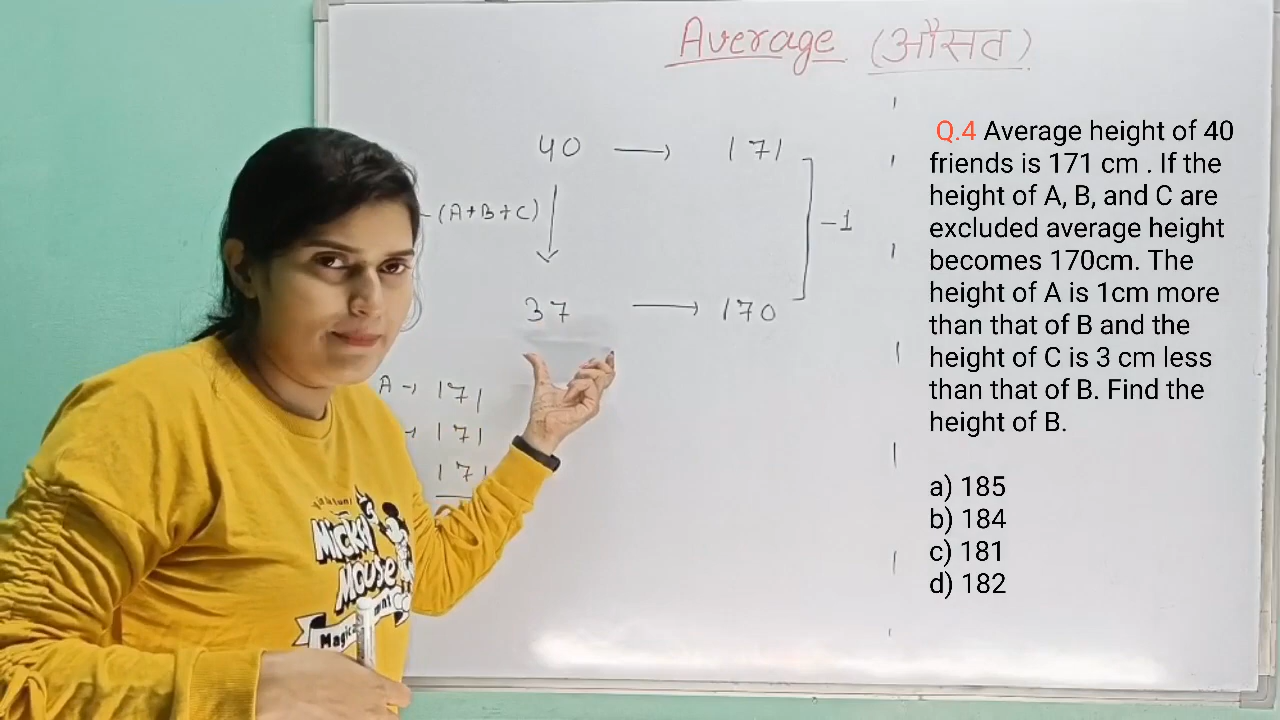 Average (औसत)
40 → 171
-(A+B+C)
-1
37 → 170
A → 171
→ 171
171
Q.4 Average height of 40
friends is 171 cm . If the
height of A, B, and C are
excluded average height
becomes 170cm. The
height of A is 1cm more
than that of B and the
height of C is 3 cm less
than that of B. Find the
height of B.
a) 185
b) 184
c) 181
d) 182
Mickey
Mouse